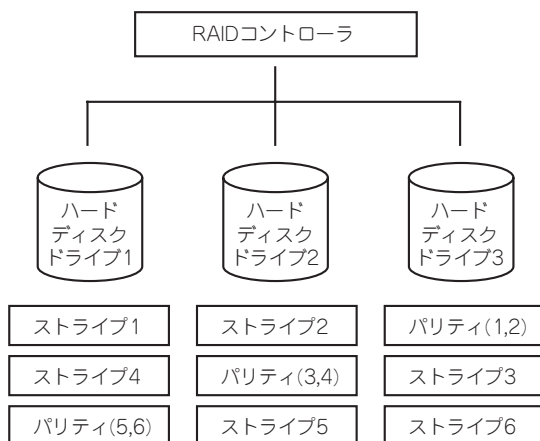 RAIDコントローラ
ハード
ディスク
ドライブ1
ハード
ディスク
ドライブ2
ハード
ディスク
ドライブ3
ストライプ1
ストライプ2
パリティ(1,2)
ストライプ4
パリティ(3,4)
ストライプ3
パリティ(5,6)
ストライプ5
ストライプ6